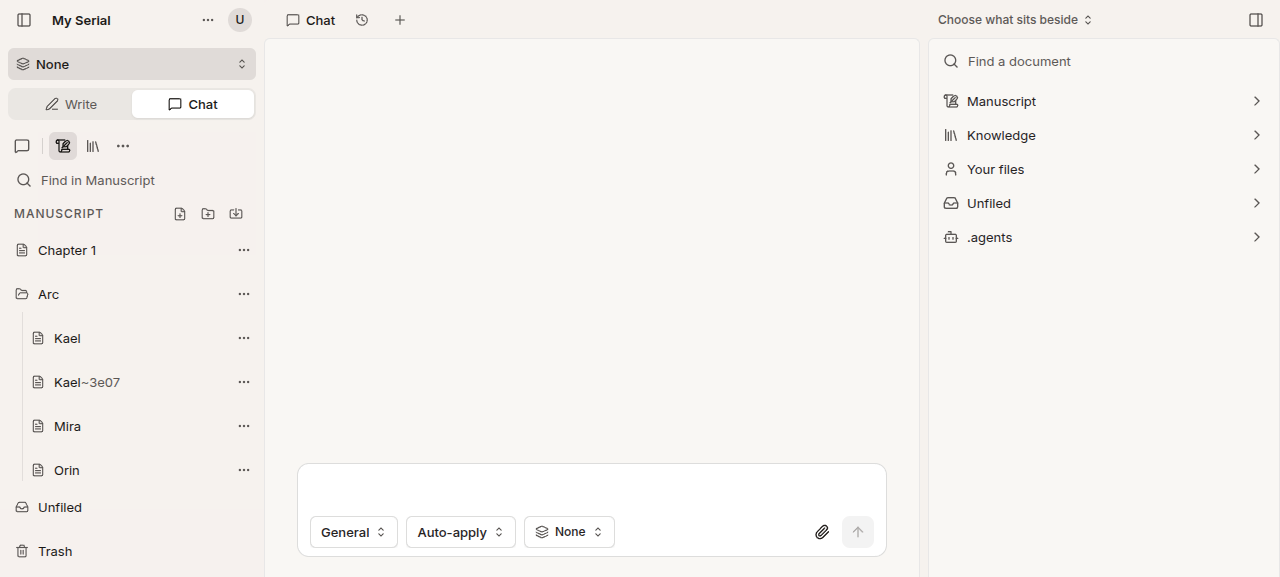 My Serial
U
None
Write
Chat
Find in Manuscript
MANUSCRIPT
Chapter 1
Arc
Kael
Kael~3e07
Mira
Orin
Unfiled
Trash
Chat
General
Auto-apply
None
Choose what sits beside
Find a document
Manuscript
Knowledge
Your files
Unfiled
.agents